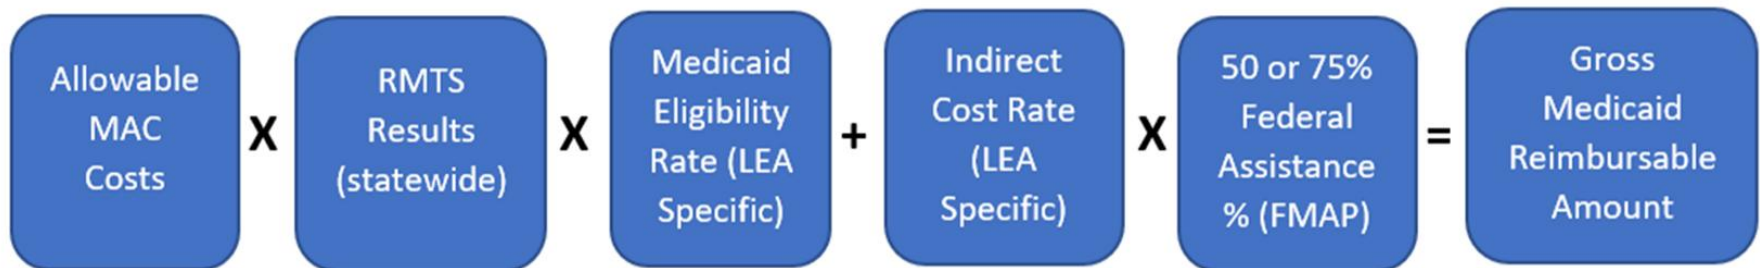 Allowable
MAC
Costs
X
RMTS
Results
(statewide)
X
Medicaid
Eligibility
Rate (LEA
Specific)
+
Indirect
Cost Rate
(LEA
Specific)
X
50 or 75%
Federal
Assistance
% (FMAP)
=
Gross
Medicaid
Reimbursable
Amount